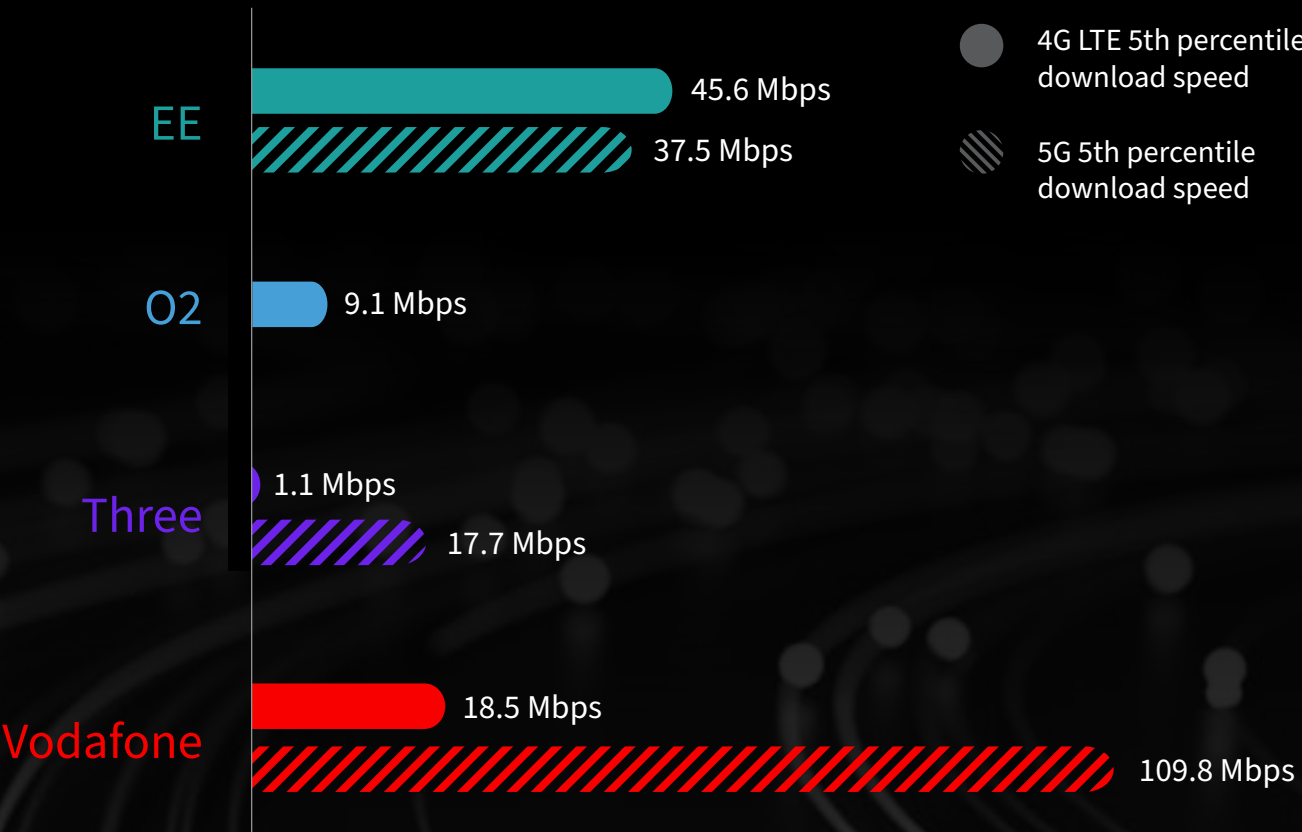 4G LTE 5th percentile
download speed
5G 5th percentile
download speed
EE
45.6 Mbps
37.5 Mbps
O2
9.1 Mbps
Three
1.1 Mbps
17.7 Mbps
Vodafone
18.5 Mbps
109.8 Mbps